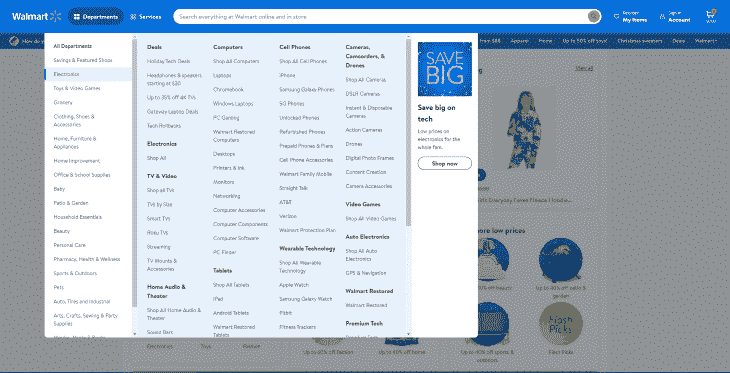 Walmart
Departments
Services
Search everything at Walmart online and in store
Reorder
My Items
Sign In
Account
How do y
Apparel
Home
Up to 50% off toys!
Christmas sweaters
Deals
Walmart+
All Departments
Savings & Featured Shops
Electronics
Toys & Video Games
Grocery
Clothing, Shoes &
Accessories
Home, Furniture &
Appliances
Home Improvement
Office & School Supplies
Baby
Patio & Garden
Household Essentials
Beauty
Personal Care
Pharmacy, Health & Wellness
Sports & Outdoors
Pets
Auto, Tires and Industrial
Arts, Crafts, Sewing & Party
Supplies
Deals
Holiday Tech Deals
Headphones & speakers
starting at $20
Up to 35% off 4K TVs
Gateway Laptop Deals
Tech Rollbacks
Electronics
Shop All
TV & Video
Shop all TVs
TVs by Size
Smart TVs
Roku TVs
Streaming
TV Mounts &
Accessories
Home Audio &
Theater
Shop All Home Audio &
Theater
Sound Bars
Computers
Shop All Computers
Laptops
Chromebook
Windows Laptops
PC Gaming
Walmart Restored
Computers
Desktops
Printers & Ink
Monitors
Networking
Computer Accessories
Computer Components
Computer Software
PC Finder
Tablets
Shop All Tablets
iPad
Android Tablets
Walmart Restored
Tablets
Cell Phones
Shop All Cell Phones
iPhone
Samsung Galaxy Phones
5G Phones
Unlocked Phones
Refurbished Phones
Prepaid Phones & Plans
Cell Phone Accessories
Walmart Family Mobile
Straight Talk
AT&T
Verizon
Walmart Protection Plan
Wearable Technology
Shop All Wearable
Technology
Apple Watch
Samsung Galaxy Watch
Fitbit
Fitness Trackers
Cameras,
Camcorders, &
Drones
Shop All Cameras
DSLR Cameras
Instant & Disposable
Cameras
Action Cameras
Drones
Digital Photo Frames
Content Creation
Camera Accessories
Video Games
Shop All Video Games
Auto Electronics
Shop All Auto
Electronics
GPS & Navigation
Walmart Restored
Walmart Restored
Premium Tech
SAVE
BIG
Save big on
tech
Low prices on
electronics for the
whole fam.
Shop now
View all
more low prices
Up to 40% off patio &
garden
Flash
Picks
Electronics
Toys
Fashion
Up to 60% off fashion
Up to 40% off home
Up to 40% off sports &
outdoors
Flash Picks